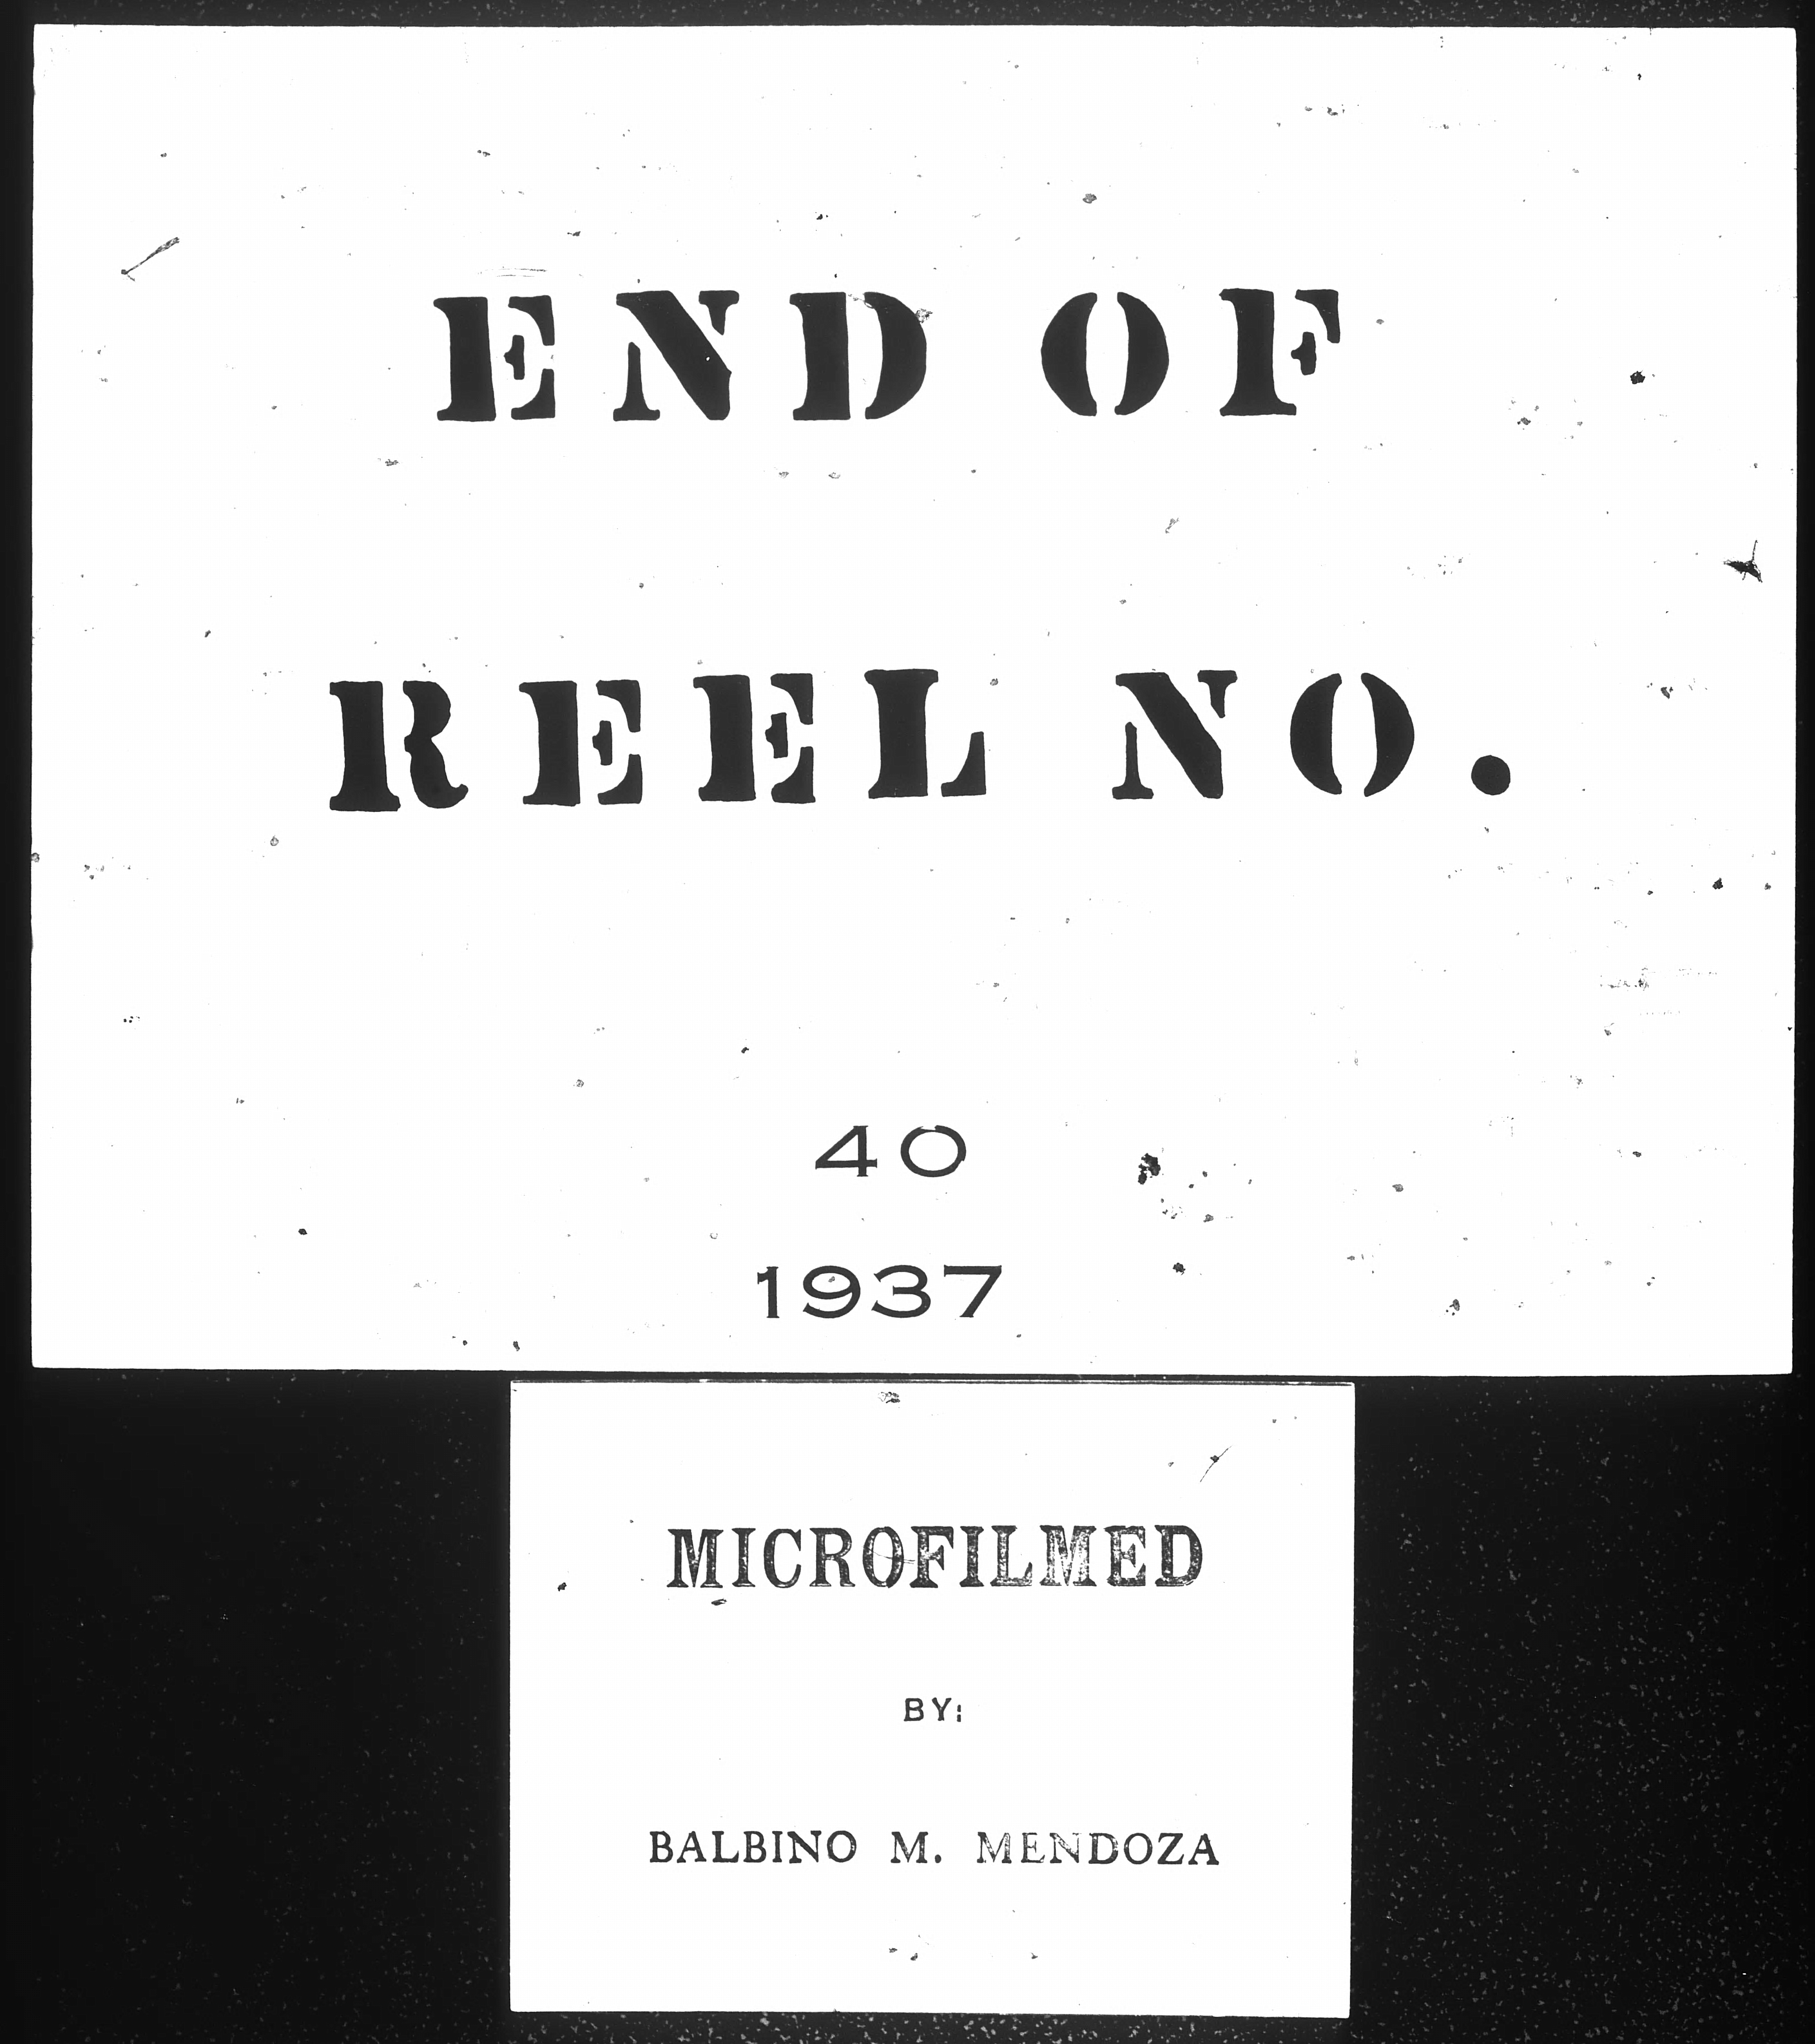 END OF
REEL NO.
40
1937
MICROFILMED
BY:
BALBINO M. MENDOZA